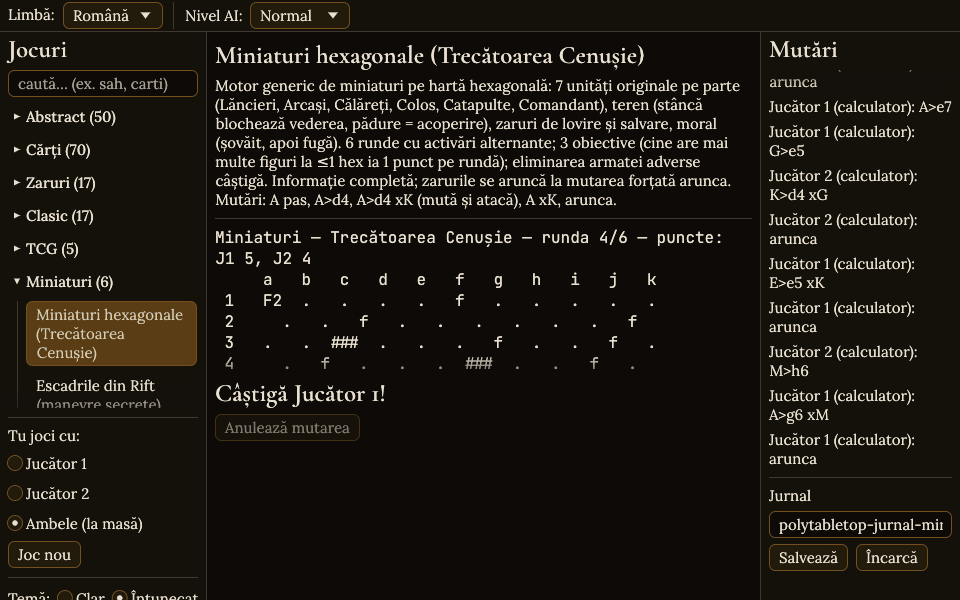 Limbă: Română ▼ Nivel AI: Normal ▼
Jocuri
caută... (ex. sah, carti)
▸ Abstract (50)
▸ Cărți (70)
▸ Zaruri (17)
▸ Clasic (17)
▸ TCG (5)
▾ Miniaturi (6)
Miniaturi hexagonale
(Trecătoarea
Cenușie)
Escadrile din Rift
(manevre secrete)
Tu joci cu:
Jucător 1
Jucător 2
Ambele (la masă)
Joc nou
Temă: Clar Întunecat
Miniaturi hexagonale (Trecătoarea Cenușie)
Motor generic de miniaturi pe hartă hexagonală: 7 unități originale pe parte
(Lăncieri, Arcași, Călăreți, Colos, Catapulte, Comandant), teren (stâncă
blochează vederea, pădure = acoperire), zaruri de lovire și salvare, moral
(șovăit, apoi fugă). 6 runde cu activări alternante; 3 obiective (cine are mai
multe figuri la ≤1 hex ia 1 punct pe rundă); eliminarea armatei adverse
câștigă. Informație completă; zarurile se aruncă la mutarea forțată arunca.
Mutări: A pas, A>d4, A>d4 xK (mută și atacă), A xK, arunca.
Miniaturi — Trecătoarea Cenușie — runda 4/6 — puncte:
J1 5, J2 4
a b c d e f g h i j k
1 F2 . . . . f . . . . .
2 . . f . . . . . . f
3 . . ### . . . f . . f .
4 . f . . . ### . . f .
Câștigă Jucător 1!
Anulează mutarea
Mutări
arunca
Jucător 1 (calculator): A>e7
Jucător 1 (calculator):
G>e5
Jucător 2 (calculator):
K>d4 xG
Jucător 2 (calculator):
arunca
Jucător 1 (calculator):
E>e5 xK
Jucător 1 (calculator):
arunca
Jucător 2 (calculator):
M>h6
Jucător 1 (calculator):
A>g6 xM
Jucător 1 (calculator):
arunca
Jurnal
polytabletop-jurnal-min
Salvează Încarcă